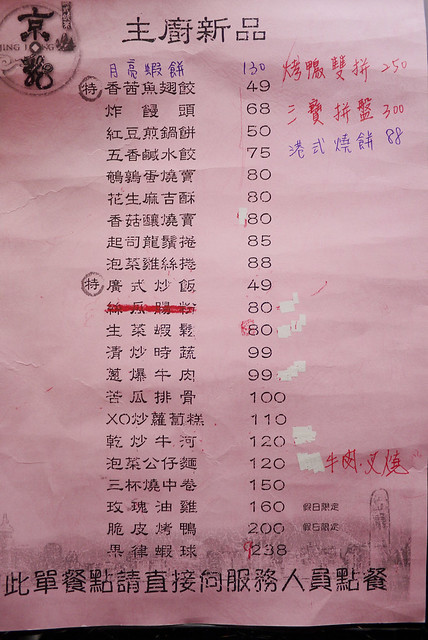 京
JING
主廚新品
月亮蝦餅 130 烤鴨雙拼 250
特 香茜魚翅餃 49
炸饅頭 68 三寶拼盤 300
紅豆煎鍋餅 50 港式燒餅 88
五香鹹水餃 75
鵪鶉蛋燒賣 80
花生麻吉酥 80
香菇釀燒賣 80
起司龍鬚捲 85
泡菜雞絲捲 88
特 廣式炒飯 49
80
生菜蝦鬆 80
清炒時蔬 99
蔥爆牛肉 99
苦瓜排骨 100
XO炒蘿蔔糕 110
乾炒牛河 120
泡菜公仔麵 120 牛肉.叉燒
三杯燒中卷 150
玫瑰油雞 160 假日限定
脆皮烤鴨 200 假日限定
果律蝦球 238
此單餐點請直接向服務人員點餐